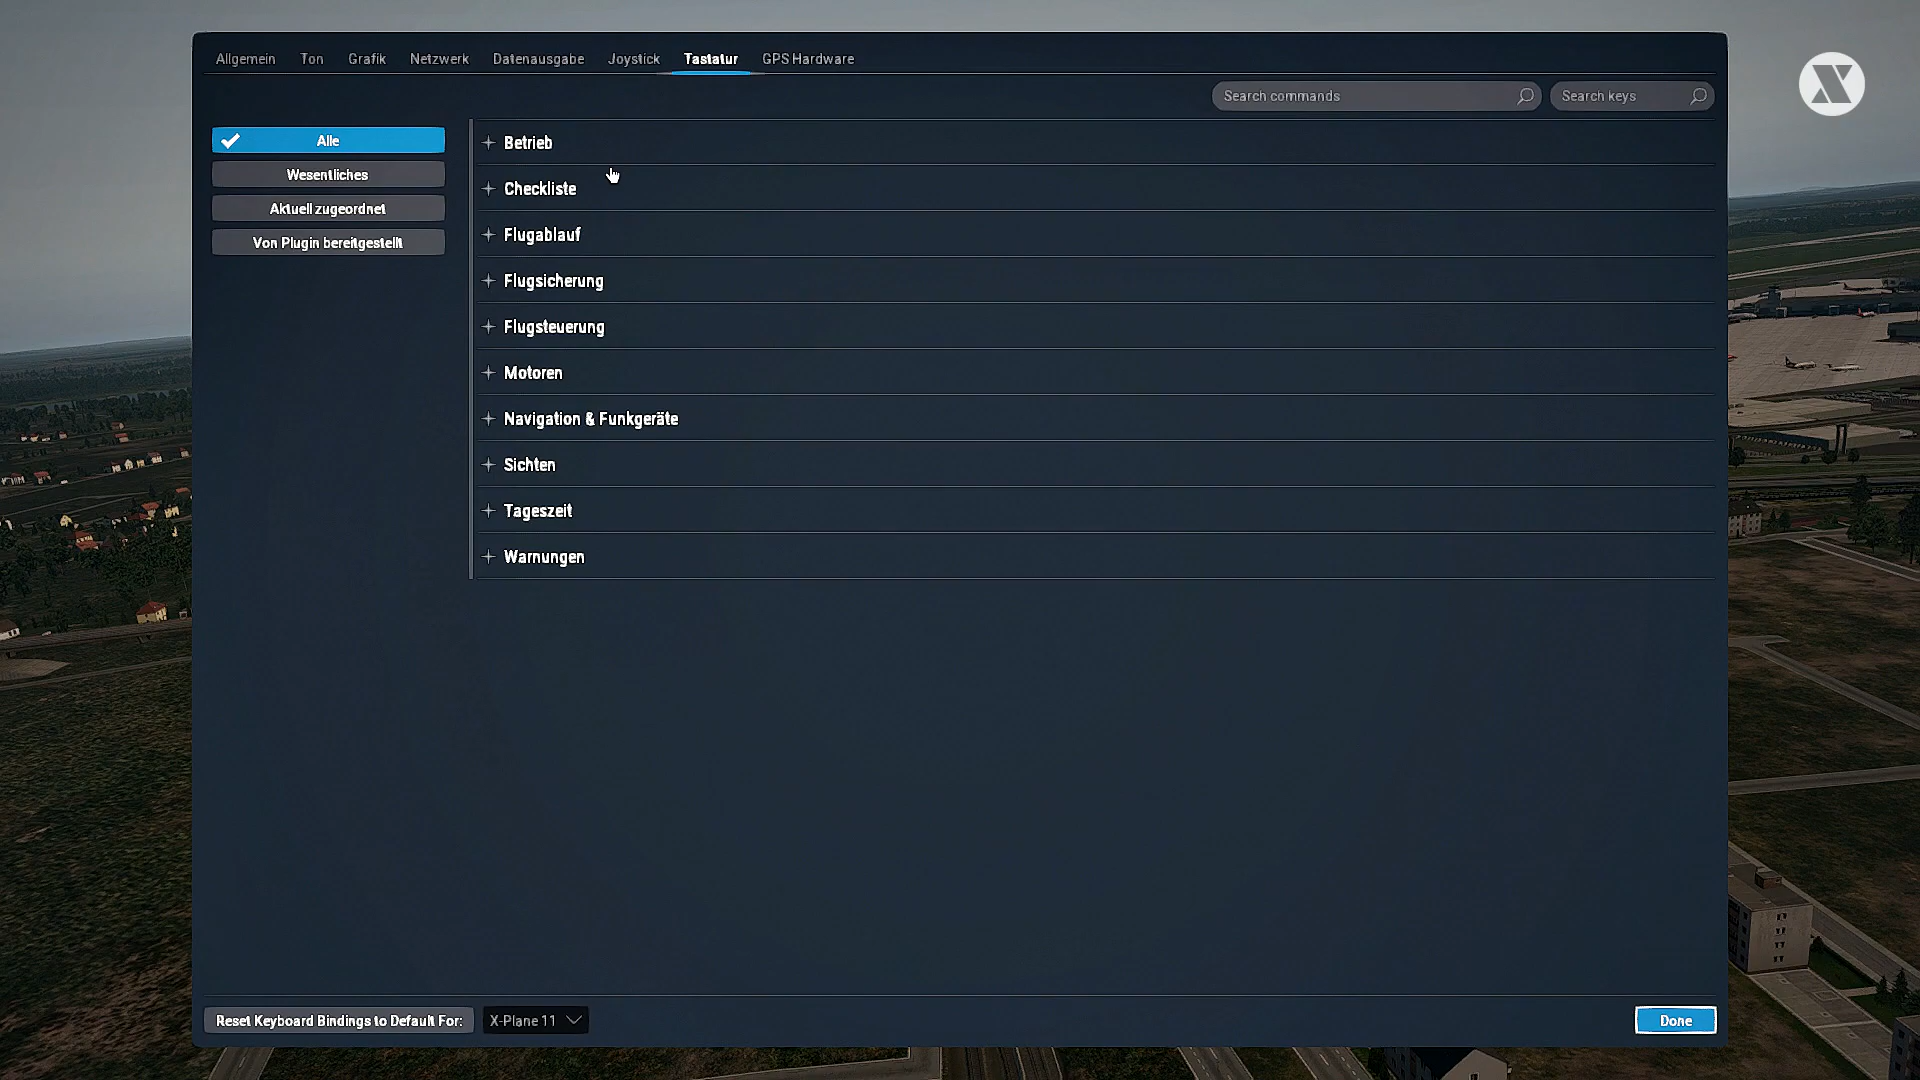 Allgemein Ton Grafik Netzwerk Datenausgabe Joystick Tastatur GPS Hardware
Search commands Search keys
Alle
Wesentliches
Aktuell zugeordnet
Von Plugin bereitgestellt
Betrieb
Checkliste
Flugablauf
Flugsicherung
Flugsteuerung
Motoren
Navigation & Funkgeräte
Sichten
Tageszeit
Warnungen
Reset Keyboard Bindings to Default For: X-Plane 11 Done